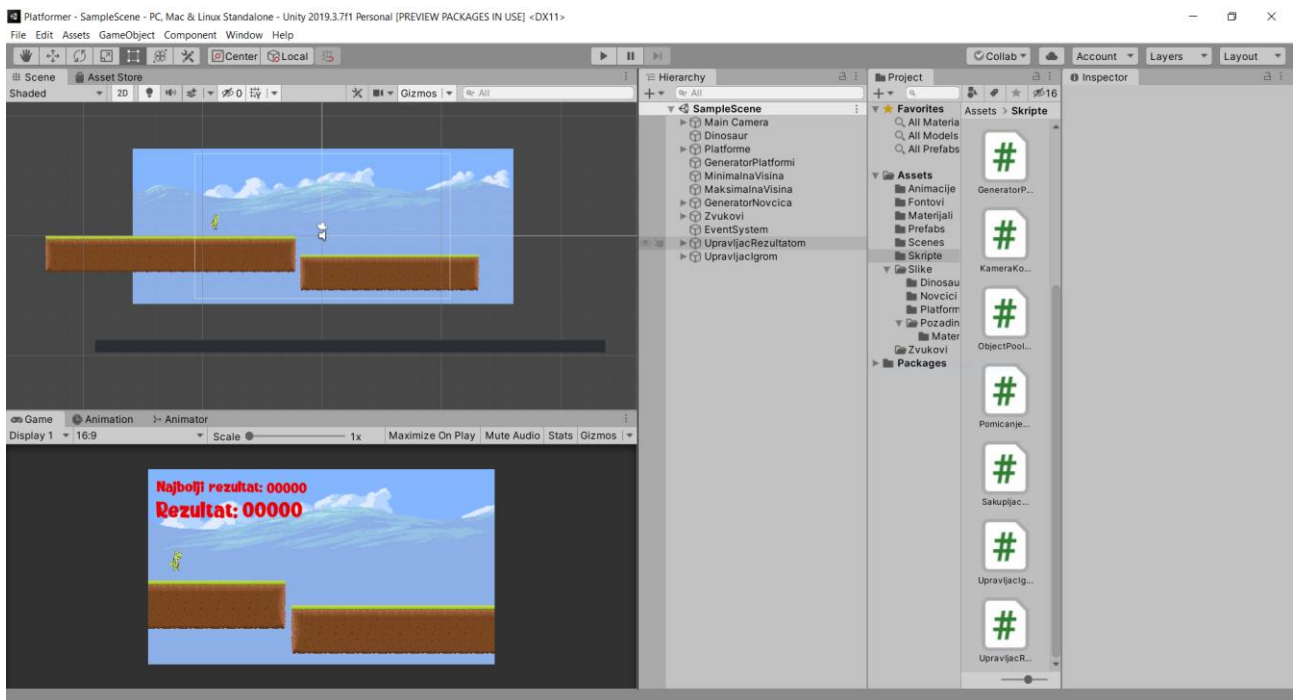 Platformer - SampleScene - PC, Mac & Linux Standalone - Unity 2019.3.7f1 Personal [PREVIEW PACKAGES IN USE] <DX11>
File Edit Assets GameObject Component Window Help
Center Local Collab Account Layers Layout
Scene Asset Store
Shaded 2D 0 Gizmos All
Game Animation Animator
Display 1 16:9 Scale 1x Maximize On Play Mute Audio Stats Gizmos
Najbolji rezultat: 00000
Rezultat: 00000
Hierarchy
All
SampleScene
Main Camera
Dinosaur
Platforme
GeneratorPlatformi
MinimalnaVisina
MaksimalnaVisina
GeneratorNovcica
Zvukovi
EventSystem
UpravljacRezultatom
UpravljacIgrom
Project
16
Favorites
All Materia
All Models
All Prefabs
Assets
Animacije
Fontovi
Materijali
Prefabs
Scenes
Skripte
Slike
Dinosau
Novcici
Platform
Pozadin
Mater
Zvukovi
Packages
Assets > Skripte
GeneratorP...
KameraKo...
ObjectPool...
Pomicanje...
Sakupljac...
UpravljacIg...
UpravljacR...
Inspector